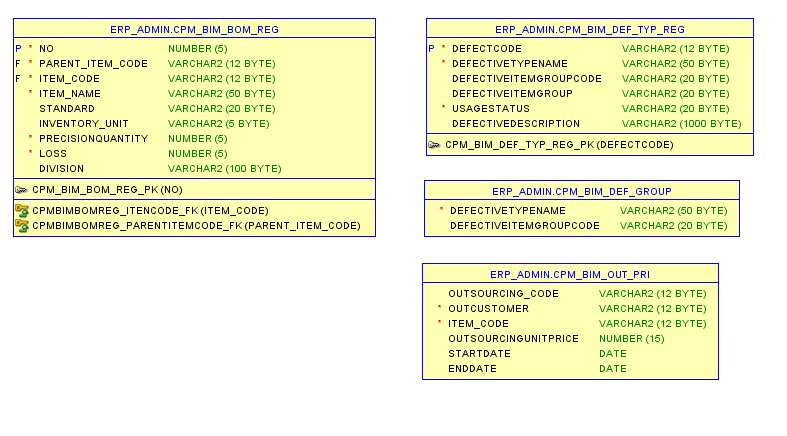 ERP_ADMIN.CPM_BIM_BOM_REG
P * NO NUMBER (5)
F * PARENT_ITEM_CODE VARCHAR2 (12 BYTE)
F * ITEM_CODE VARCHAR2 (12 BYTE)
* ITEM_NAME VARCHAR2 (50 BYTE)
STANDARD VARCHAR2 (20 BYTE)
INVENTORY_UNIT VARCHAR2 (5 BYTE)
* PRECISIONQUANTITY NUMBER (5)
* LOSS NUMBER (5)
DIVISION VARCHAR2 (100 BYTE)
CPM_BIM_BOM_REG_PK (NO)
CPMBIMBOMREG_ITENCODE_FK (ITEM_CODE)
CPMBIMBOMREG_PARENTITEMCODE_FK (PARENT_ITEM_CODE)
ERP_ADMIN.CPM_BIM_DEF_TYP_REG
P * DEFECTCODE VARCHAR2 (12 BYTE)
* DEFECTIVETYPENAME VARCHAR2 (50 BYTE)
DEFECTIVEITEMGROUPCODE VARCHAR2 (20 BYTE)
DEFECTIVEITEMGROUP VARCHAR2 (20 BYTE)
* USAGESTATUS VARCHAR2 (20 BYTE)
DEFECTIVEDESCRIPTION VARCHAR2 (1000 BYTE)
CPM_BIM_DEF_TYP_REG_PK (DEFECTCODE)
ERP_ADMIN.CPM_BIM_DEF_GROUP
* DEFECTIVETYPENAME VARCHAR2 (50 BYTE)
DEFECTIVEITEMGROUPCODE VARCHAR2 (20 BYTE)
ERP_ADMIN.CPM_BIM_OUT_PRI
OUTSOURCING_CODE VARCHAR2 (12 BYTE)
* OUTCUSTOMER VARCHAR2 (12 BYTE)
* ITEM_CODE VARCHAR2 (12 BYTE)
OUTSOURCINGUNITPRICE NUMBER (15)
STARTDATE DATE
ENDDATE DATE